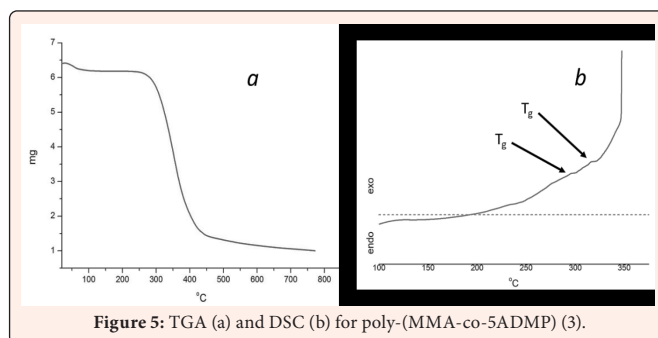 a
7
6
5
4
3
2
1
mg
100 200 300 400 500 600 700 800
°C
b
Tg
Tg
exo
endo
100 150 200 250 300 350
°C
Figure 5: TGA (a) and DSC (b) for poly-(MMA-co-5ADMP) (3).